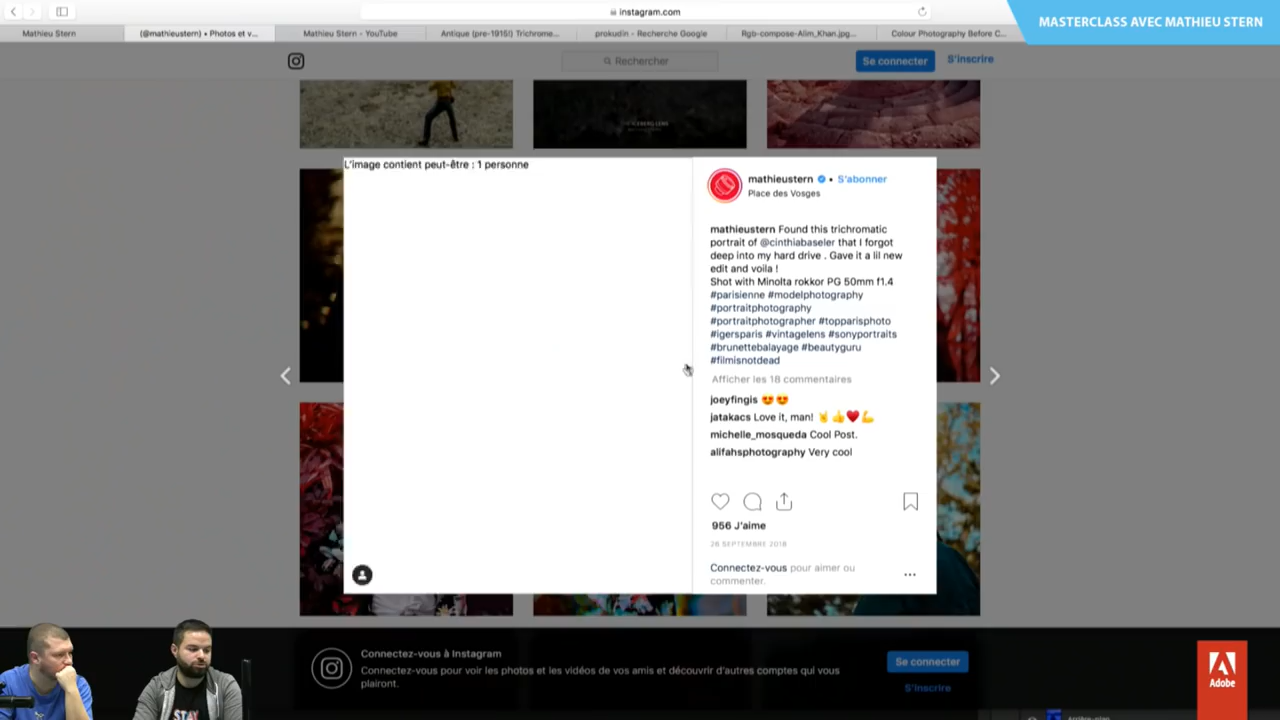 instagram.com
MASTERCLASS AVEC MATHIEU STERN
Mathieu Stern
(@mathieustern) • Photos et v...
Mathieu Stern - YouTube
Antique (pre-1915!) Trichrome...
prokudin - Recherche Google
Rgb-compose-Alim_Khan.jpg...
Colour Photography Before C...
Rechercher
Se connecter
S'inscrire
ICEBERG LENS
L'image contient peut-être : 1 personne
mathieustern • S'abonner
Place des Vosges
mathieustern Found this trichromatic
portrait of @cinthiabaseler that I forgot
deep into my hard drive . Gave it a lil new
edit and voila !
Shot with Minolta rokkor PG 50mm f1.4
#parisienne #modelphotography
#portraitphotography
#portraitphotographer #topparisphoto
#igersparis #vintagelens #sonyportraits
#brunettebalayage #beautyguru
#filmisnotdead
Afficher les 18 commentaires
joeyfingis 😍😍
jatakacs Love it, man! 🤘👍❤️💪
michelle_mosqueda Cool Post.
alifahsphotography Very cool
956 J'aime
26 SEPTEMBRE 2018
Connectez-vous pour aimer ou
commenter.
Connectez-vous à Instagram
Connectez-vous pour voir les photos et les vidéos de vos amis et découvrir d'autres comptes qui vous
plairont.
Se connecter
S'inscrire
STAY
Adobe